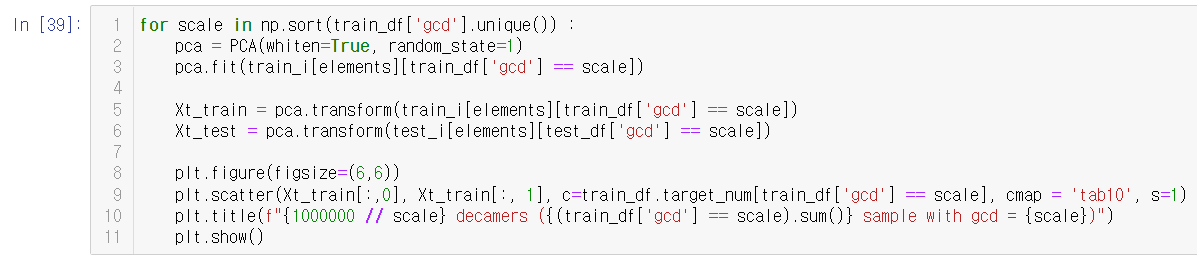 In [39]:
1 for scale in np.sort(train_df['gcd'].unique()) :
2     pca = PCA(whiten=True, random_state=1)
3     pca.fit(train_i[elements][train_df['gcd'] == scale])
4
5     Xt_train = pca.transform(train_i[elements][train_df['gcd'] == scale])
6     Xt_test = pca.transform(test_i[elements][test_df['gcd'] == scale])
7
8     plt.figure(figsize=(6,6))
9     plt.scatter(Xt_train[:,0], Xt_train[:, 1], c=train_df.target_num[train_df['gcd'] == scale], cmap = 'tab10', s=1)
10     plt.title(f"{1000000 // scale} decamers ({(train_df['gcd'] == scale).sum()} sample with gcd = {scale})")
11     plt.show()